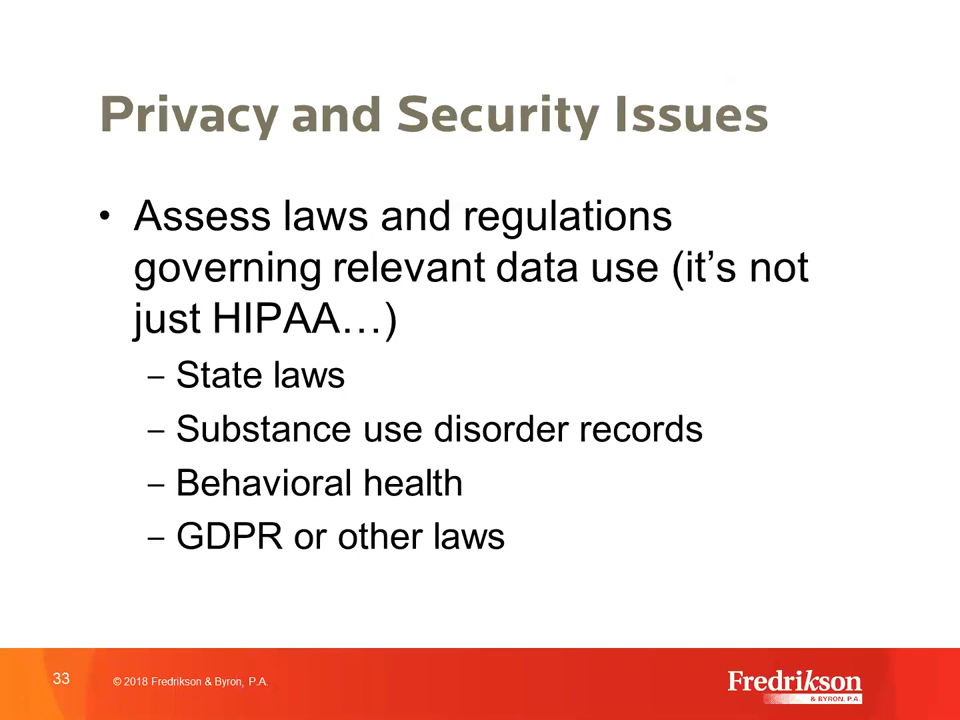 Privacy and Security Issues
• Assess laws and regulations
governing relevant data use (it’s not
just HIPAA…)
– State laws
– Substance use disorder records
– Behavioral health
– GDPR or other laws
33
© 2018 Fredrikson & Byron, P.A.
Fredrikson
& BYRON, P.A.